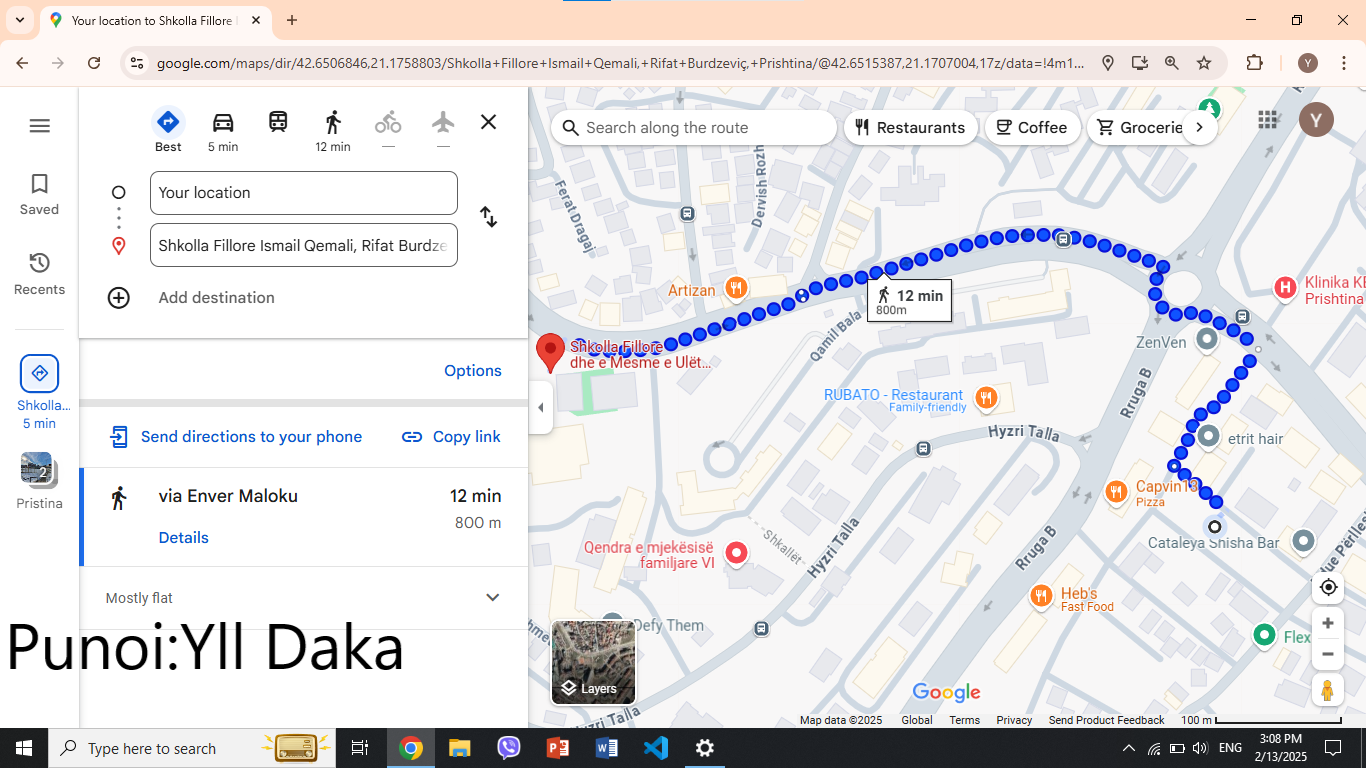 Your location to Shkolla Fillore
google.com/maps/dir/42.6506846,21.1758803/Shkolla+Fillore+Ismail+Qemali,+Rifat+Burdzeviç,+Prishtina/@42.6515387,21.1707004,17z/data=!4m1...
Y
Saved
Recents
Shkolla...
5 min
2
Pristina
Best
5 min
12 min
—
—
Your location
Shkolla Fillore Ismail Qemali, Rifat Burdze
Add destination
Options
Send directions to your phone
Copy link
via Enver Maloku
12 min
800 m
Details
Mostly flat
Punoi:Yll Daka
Search along the route
Restaurants
Coffee
Grocerie
Y
Ferat Dragaj
Dervish Rozh
Artizan
12 min
800m
H
Klinika KE
Prishtina
Shkolla Fillore
dhe e Mesme e Ulët...
Qamil Bala
ZenVen
RUBATO - Restaurant
Family-friendly
Rruga B
Hyzri Talla
etrit hair
Capvin13
Pizza
Cataleya Shisha Bar
Qendra e mjekësisë
familjare VI
Shkallët
Hyzri Talla
Rruga B
Heb's
Fast Food
Defy Them
Flex
Layers
Hyzri Talla
Google
Map data ©2025
Global
Terms
Privacy
Send Product Feedback
100 m
Type here to search
ENG
3:08 PM
2/13/2025